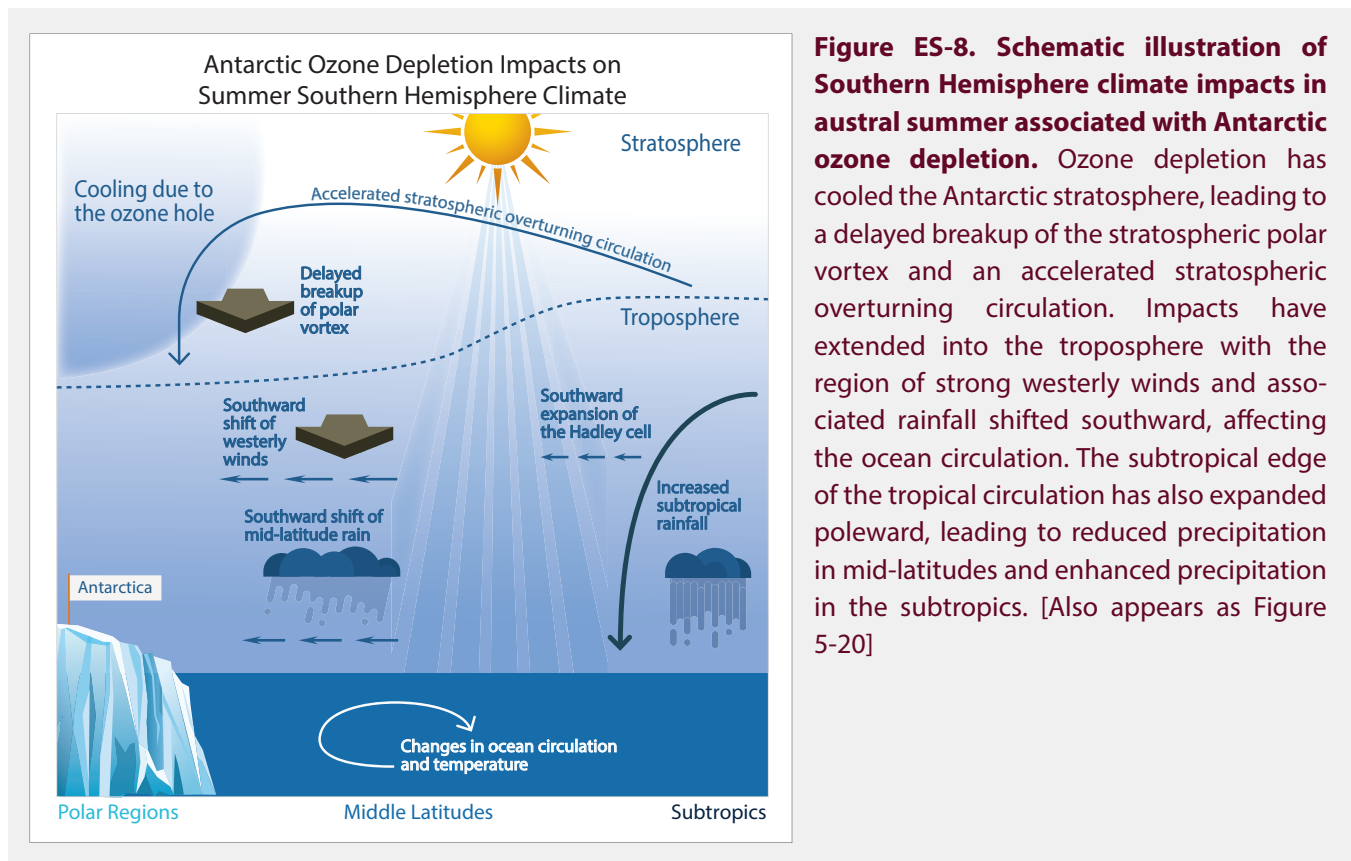 Antarctic Ozone Depletion Impacts on
Summer Southern Hemisphere Climate
Stratosphere
Cooling due to
the ozone hole
Accelerated stratospheric overturning circulation
Delayed
breakup
of polar
vortex
Troposphere
Southward
shift of
westerly
winds
Southward
expansion of
the Hadley cell
Increased
subtropical
rainfall
Southward shift of
mid-latitude rain
Antarctica
Changes in ocean circulation
and temperature
Polar Regions
Middle Latitudes
Subtropics
Figure ES-8. Schematic illustration of
Southern Hemisphere climate impacts in
austral summer associated with Antarctic
ozone depletion. Ozone depletion has
cooled the Antarctic stratosphere, leading to
a delayed breakup of the stratospheric polar
vortex and an accelerated stratospheric
overturning circulation. Impacts have
extended into the troposphere with the
region of strong westerly winds and asso-
ciated rainfall shifted southward, affecting
the ocean circulation. The subtropical edge
of the tropical circulation has also expanded
poleward, leading to reduced precipitation
in mid-latitudes and enhanced precipitation
in the subtropics. [Also appears as Figure
5-20]